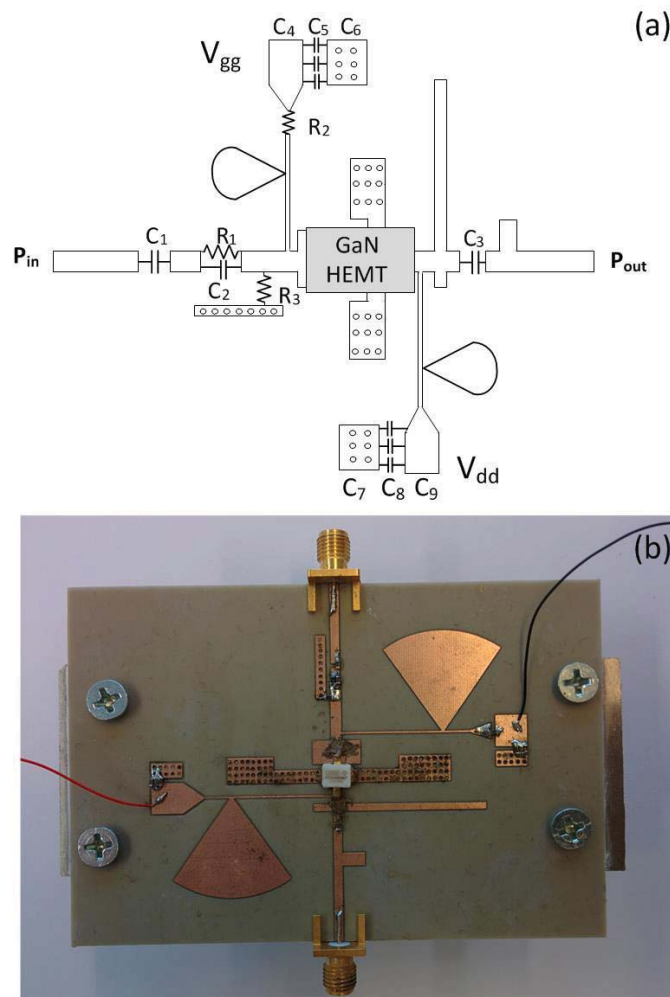 (a)
C4 C5 C6
Vgg
R2
Pin
C1
R1
C2
R3
GaN
HEMT
C3
Pout
C7 C8 C9
Vdd
(b)